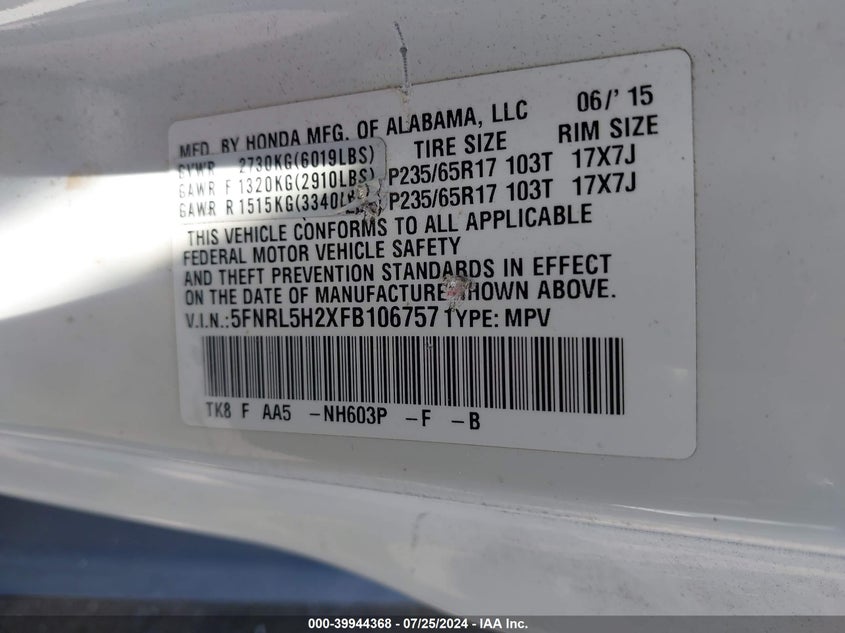 MFD. BY HONDA MFG. OF ALABAMA, LLC 06/'15
GVWR 2730KG(6019LBS) TIRE SIZE RIM SIZE
GAWR F 1320KG(2910LBS) P235/65R17 103T 17X7J
GAWR R 1515KG(3340L P235/65R17 103T 17X7J
THIS VEHICLE CONFORMS TO ALL APPLICABLE
FEDERAL MOTOR VEHICLE SAFETY
AND THEFT PREVENTION STANDARDS IN EFFECT
ON THE DATE OF MANUFACTURE SHOWN ABOVE.
V.I.N.:5FNRL5H2XFB106757 TYPE: MPV
TK8 F AA5 -NH603P -F -B
000-39944368 - 07/25/2024 - IAA Inc.